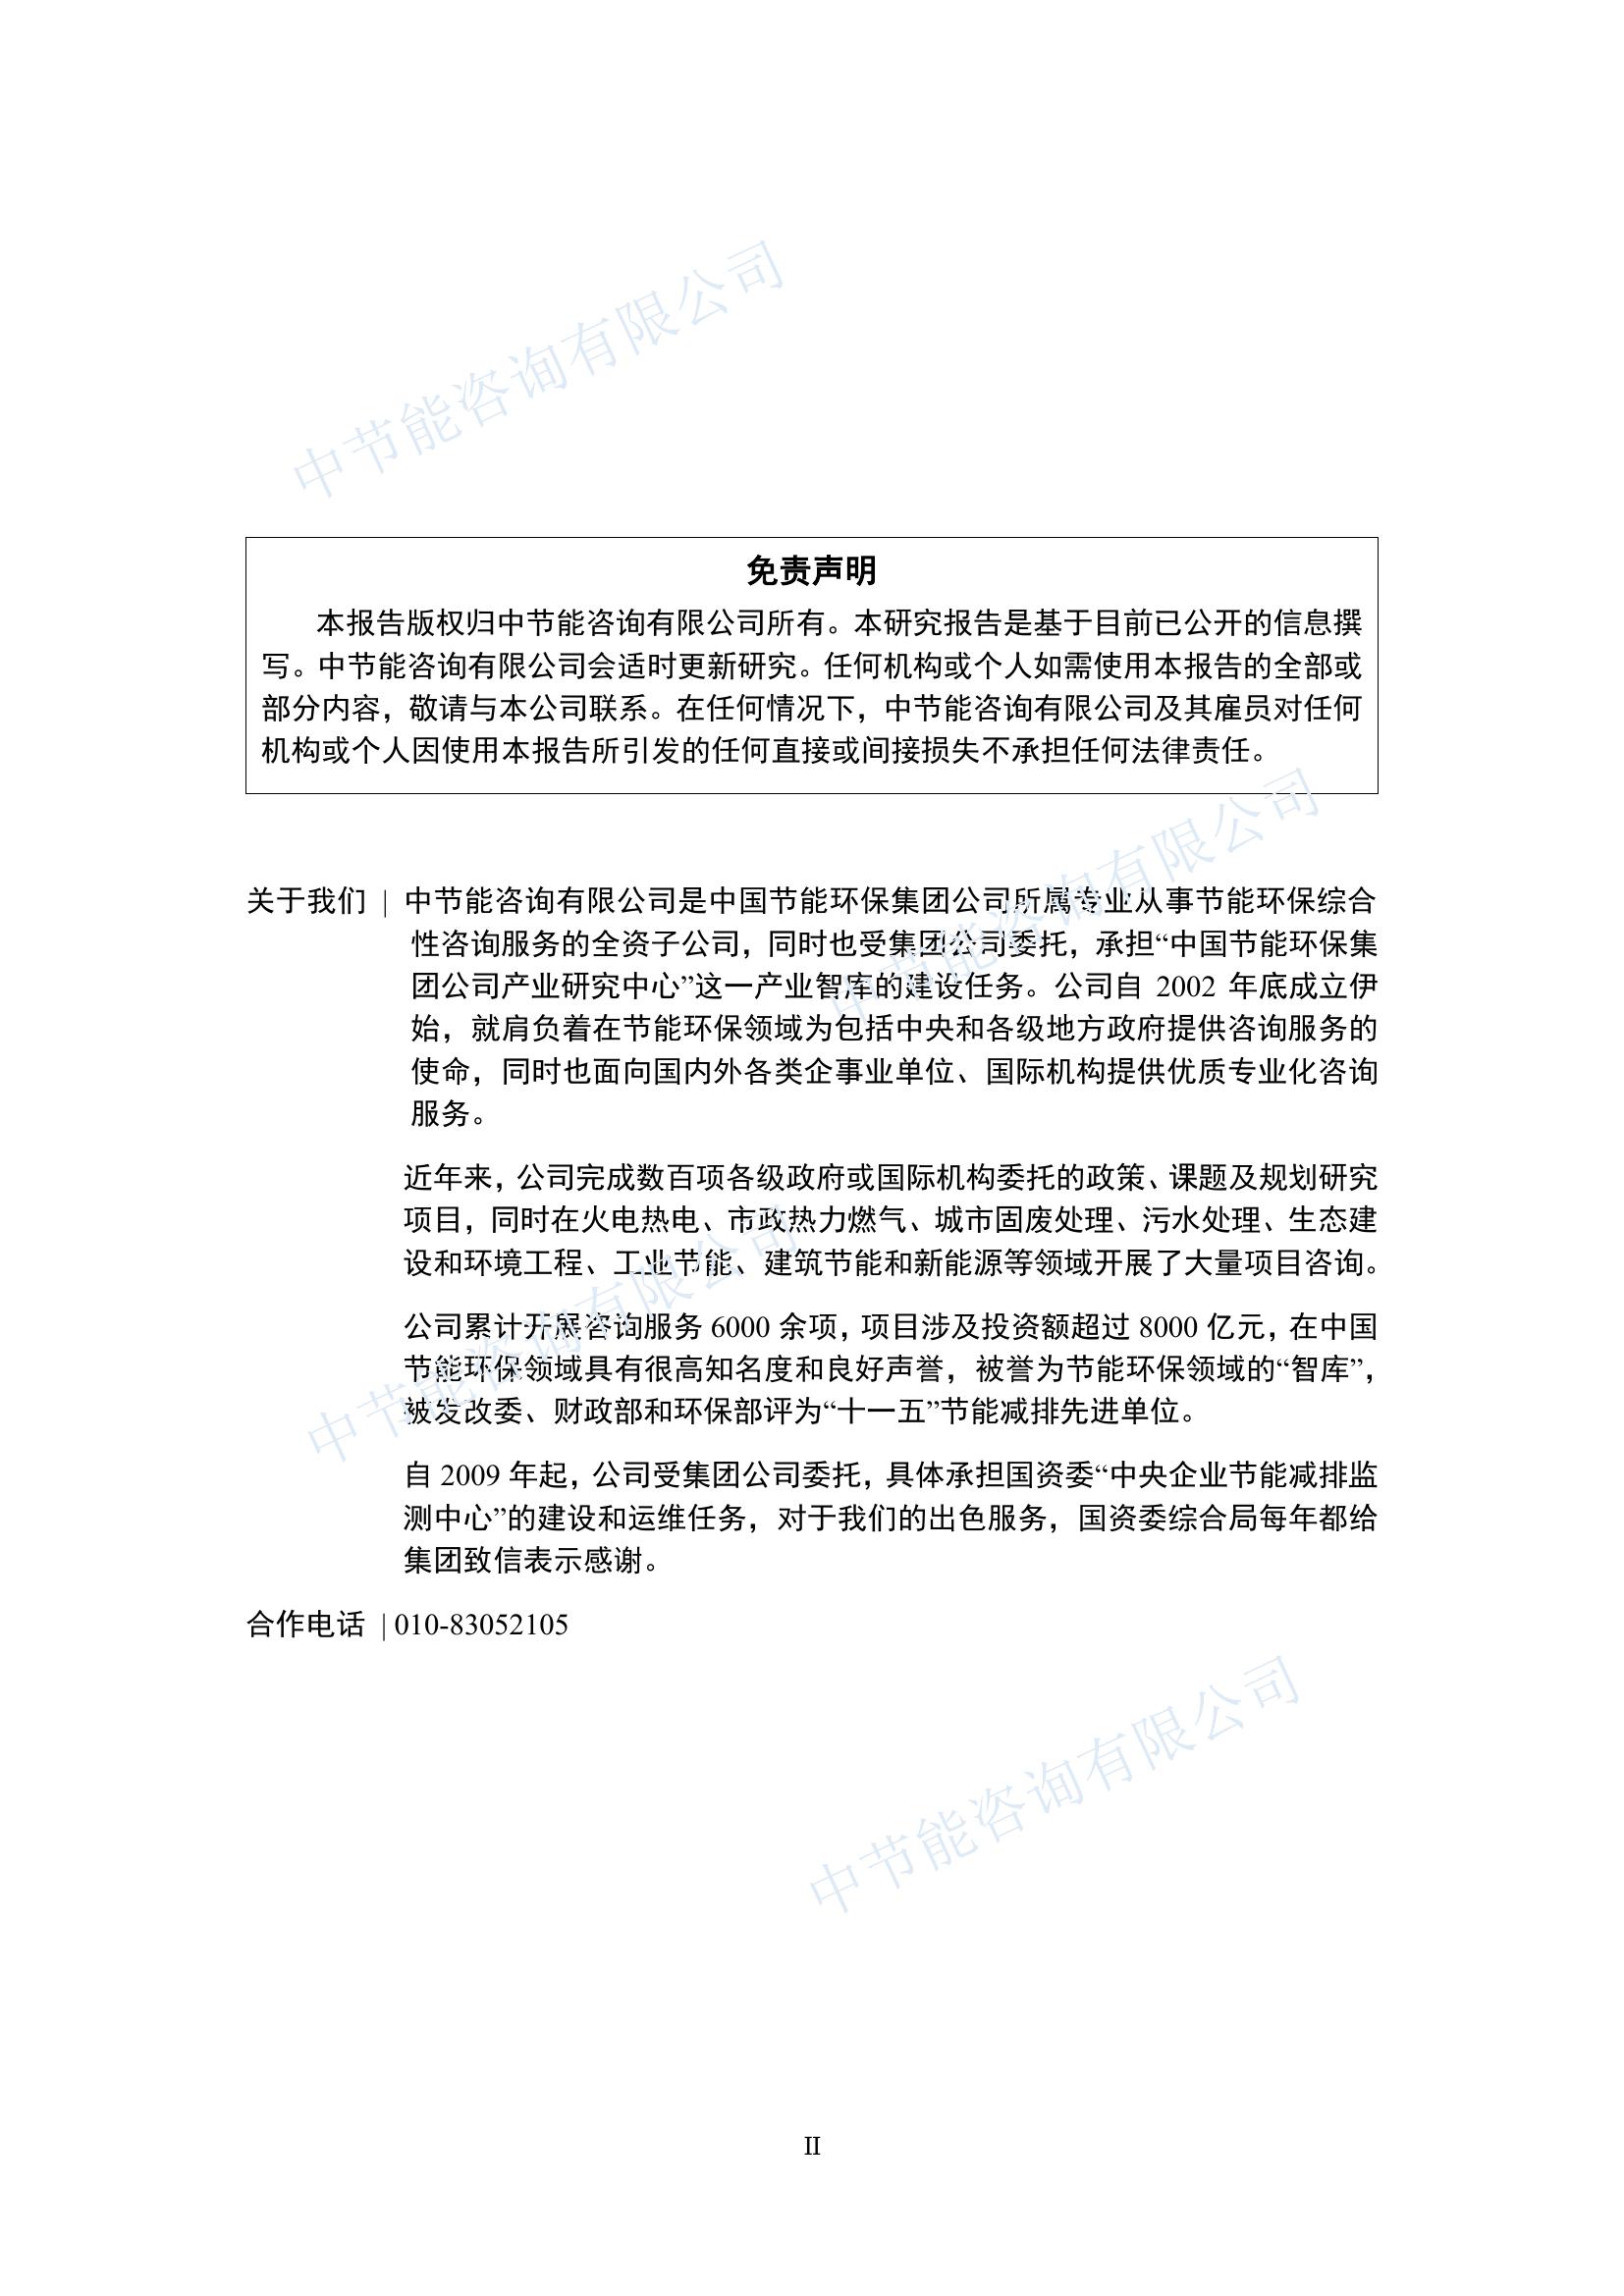 中节能咨询有限公司
免责声明
本报告版权归中节能咨询有限公司所有。本研究报告是基于目前已公开的信息撰
写。中节能咨询有限公司会适时更新研究。任何机构或个人如需使用本报告的全部或
部分内容，敬请与本公司联系。在任何情况下，中节能咨询有限公司及其雇员对任何
机构或个人因使用本报告所引发的任何直接或间接损失不承担任何法律责任。
中节能咨询有限公司
关于我们 | 中节能咨询有限公司是中国节能环保集团公司所属专业从事节能环保综合
性咨询服务的全资子公司，同时也受集团公司委托，承担“中国节能环保集
团公司产业研究中心”这一产业智库的建设任务。公司自 2002 年底成立伊
始，就肩负着在节能环保领域为包括中央和各级地方政府提供咨询服务的
使命，同时也面向国内外各类企事业单位、国际机构提供优质专业化咨询
服务。
近年来，公司完成数百项各级政府或国际机构委托的政策、课题及规划研究
项目，同时在火电热电、市政热力燃气、城市固废处理、污水处理、生态建
设和环境工程、工业节能、建筑节能和新能源等领域开展了大量项目咨询。
中节能咨询有限公司
公司累计开展咨询服务 6000 余项，项目涉及投资额超过 8000 亿元，在中国
节能环保领域具有很高知名度和良好声誉，被誉为节能环保领域的“智库”，
被发改委、财政部和环保部评为“十一五”节能减排先进单位。
自 2009 年起，公司受集团公司委托，具体承担国资委“中央企业节能减排监
测中心”的建设和运维任务，对于我们的出色服务，国资委综合局每年都给
集团致信表示感谢。
合作电话 | 010-83052105
中节能咨询有限公司
II